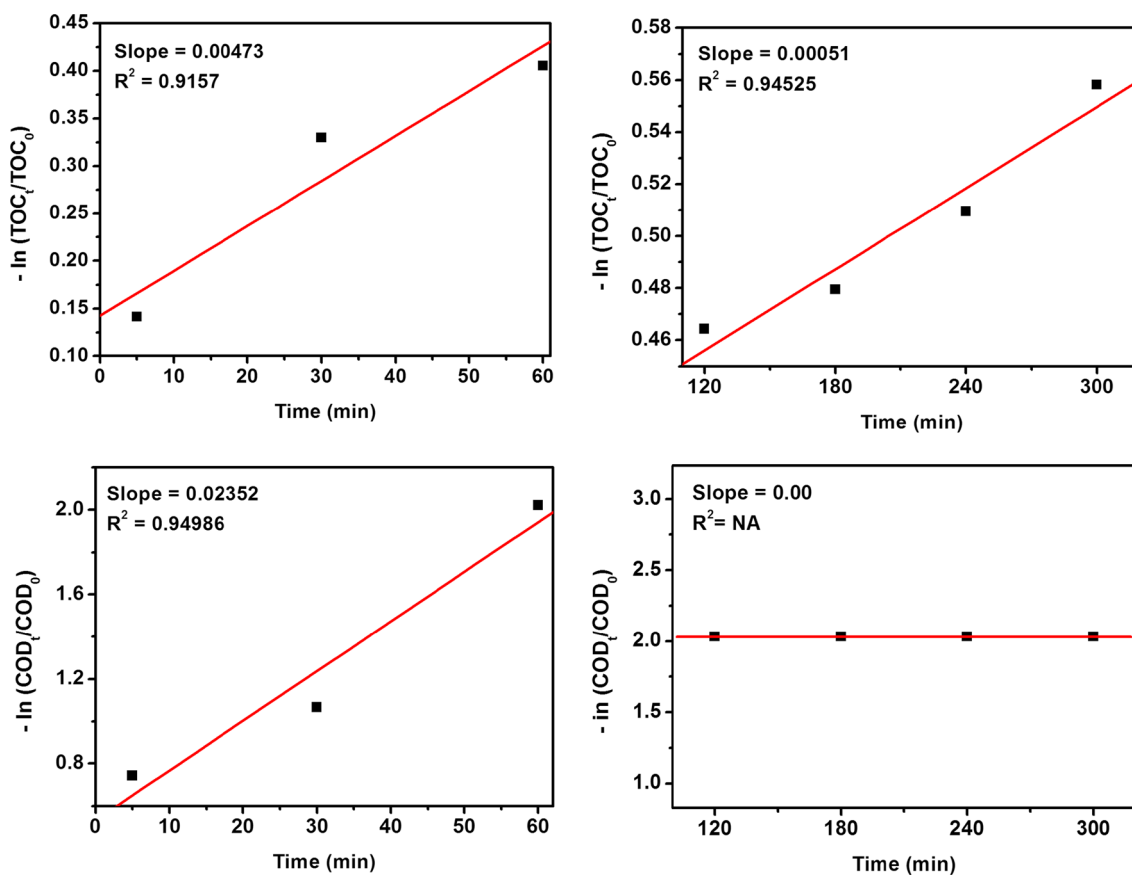 Slope = 0.00473
R² = 0.9157
- ln (TOCₜ/TOC₀)
0.45
0.40
0.35
0.30
0.25
0.20
0.15
0.10
0 10 20 30 40 50 60
Time (min)
Slope = 0.00051
R² = 0.94525
- ln (TOCₜ/TOC₀)
0.58
0.56
0.54
0.52
0.50
0.48
0.46
120 180 240 300
Time (min)
Slope = 0.02352
R² = 0.94986
- ln (CODₜ/COD₀)
2.0
1.6
1.2
0.8
0 10 20 30 40 50 60
Time (min)
Slope = 0.00
R²= NA
- in (CODₜ/COD₀)
3.0
2.5
2.0
1.5
1.0
120 180 240 300
Time (min)